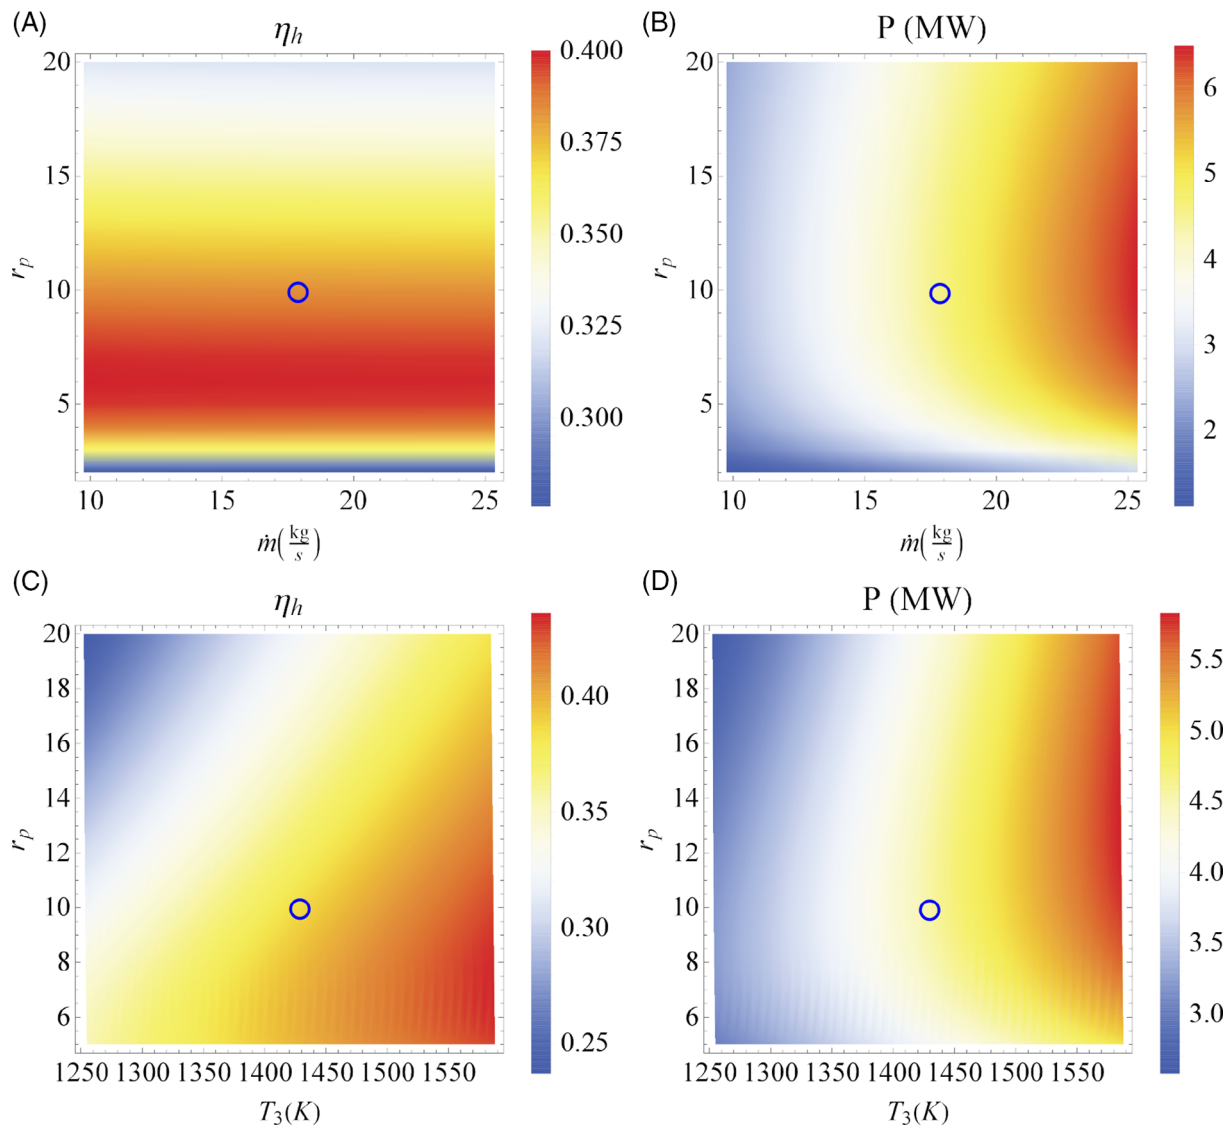 (A)
η_h
20
15
10
5
r_p
10
15
20
25
ṁ(kg/s)
0.400
0.375
0.350
0.325
0.300
(B)
P (MW)
20
15
10
5
r_p
10
15
20
25
ṁ(kg/s)
6
5
4
3
2
(C)
η_h
20
18
16
14
12
10
8
6
r_p
1250 1300 1350 1400 1450 1500 1550
T_3(K)
0.40
0.35
0.30
0.25
(D)
P (MW)
20
18
16
14
12
10
8
6
r_p
1250 1300 1350 1400 1450 1500 1550
T_3(K)
5.5
5.0
4.5
4.0
3.5
3.0